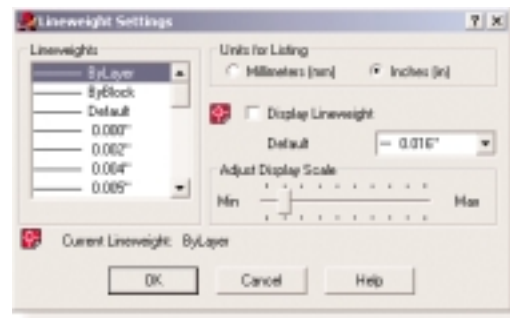 Lineweight Settings
Lineweights
ByLayer
ByBlock
Default
0.000"
0.002"
0.004"
0.005"
Units for Listing
Millimeters (mm)
Inches (in)
Display Lineweight
Default
0.016"
Adjust Display Scale
Min
Max
Current Lineweight: ByLayer
OK
Cancel
Help